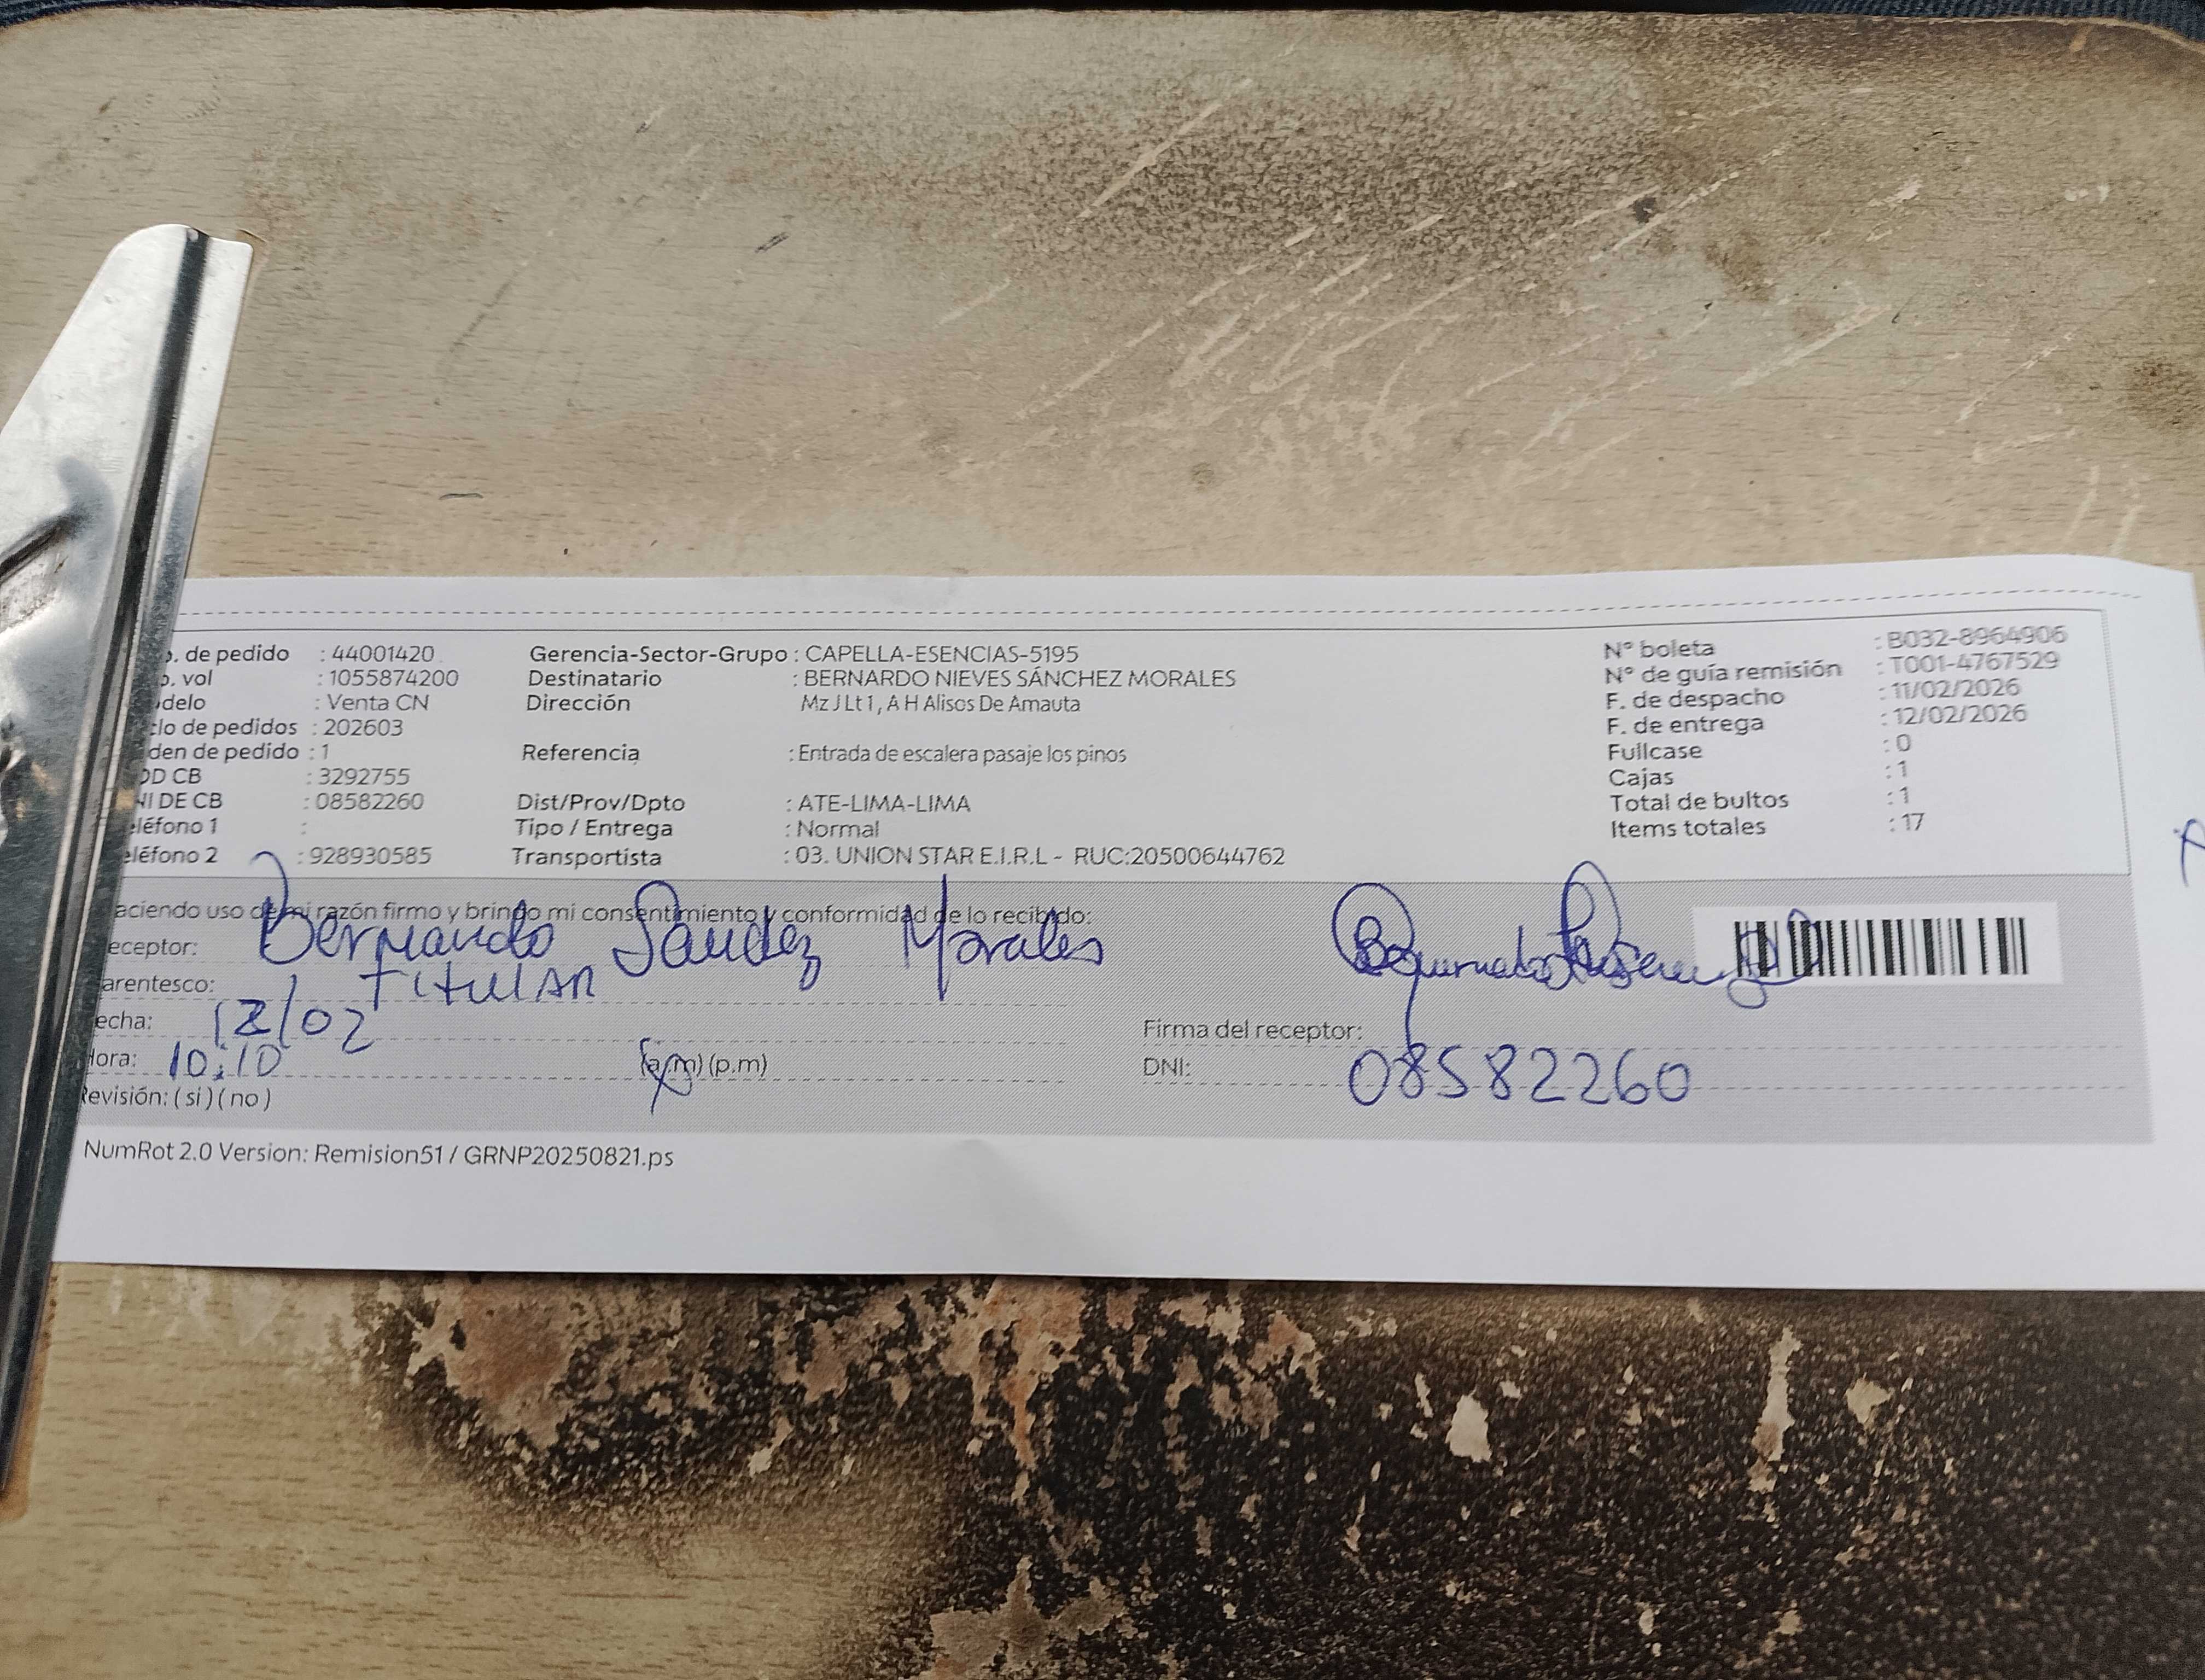 p. de pedido : 44001420 Gerencia-Sector-Grupo : CAPELLA-ESENCIAS-5195 N° boleta : B032-8964906
o. vol : 1055874200 Destinatario : BERNARDO NIEVES SÁNCHEZ MORALES N° de guía remisión : T001-4767529
delo : Venta CN Dirección Mz J Lt 1 , A H Alisos De Amauta F. de despacho : 11/02/2026
clo de pedidos : 202603 F. de entrega : 12/02/2026
den de pedido : 1 Referencia : Entrada de escalera pasaje los pinos Fullcase : 0
OD CB : 3292755 Cajas : 1
NI DE CB : 08582260 Dist/Prov/Dpto : ATE-LIMA-LIMA Total de bultos : 1
eléfono 1 : Tipo / Entrega : Normal Items totales : 17
eléfono 2 : 928930585 Transportista : 03. UNION STAR E.I.R.L - RUC:20500644762
aciendo uso de mi razón firmo y brindo mi consentimiento y conformidad de lo recibido:
eceptor: Bernando Sandez Morales
arentesco: TitulAR
echa: 12/02 Firma del receptor:
Hora: 10:10 (a.m) (p.m) DNI: 08582260
Revisión: ( si ) ( no )
NumRot 2.0 Version: Remision51 / GRNP20250821.ps